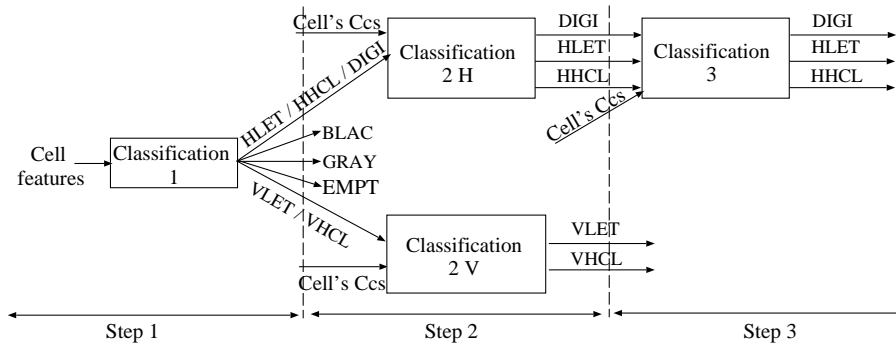 Cell's Ccs
Classification
2 H
DIGI
HLET
HHCL
Classification
3
DIGI
HLET
HHCL
Cell's Ccs
HLET / HHCL / DIGI
Cell
features
Classification
1
BLAC
GRAY
EMPT
VLET / VHCL
Classification
2 V
VLET
VHCL
Cell's Ccs
Step 1
Step 2
Step 3